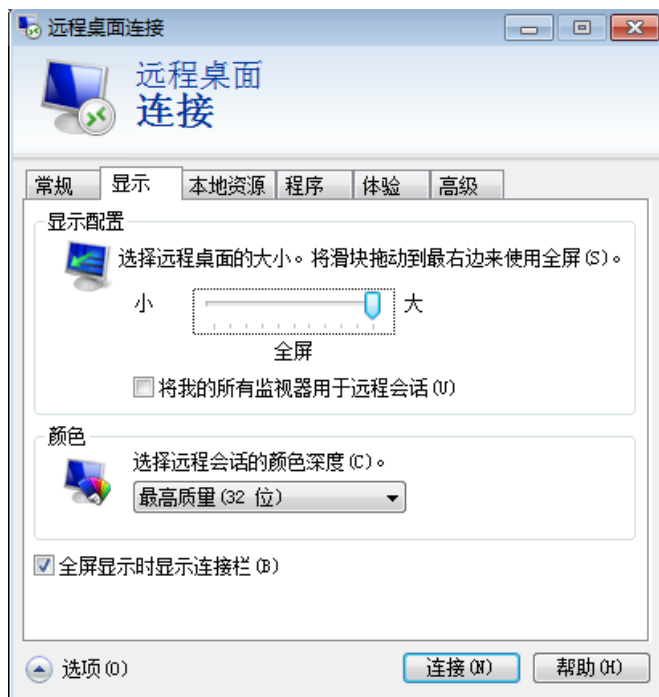 远程桌面连接
远程桌面
连接
常规 显示 本地资源 程序 体验 高级
显示配置
选择远程桌面的大小。将滑块拖动到最右边来使用全屏(S)。
小 大
全屏
将我的所有监视器用于远程会话(U)
颜色
选择远程会话的颜色深度(C)。
最高质量(32 位)
全屏显示时显示连接栏(B)
选项(O) 连接(N) 帮助(H)